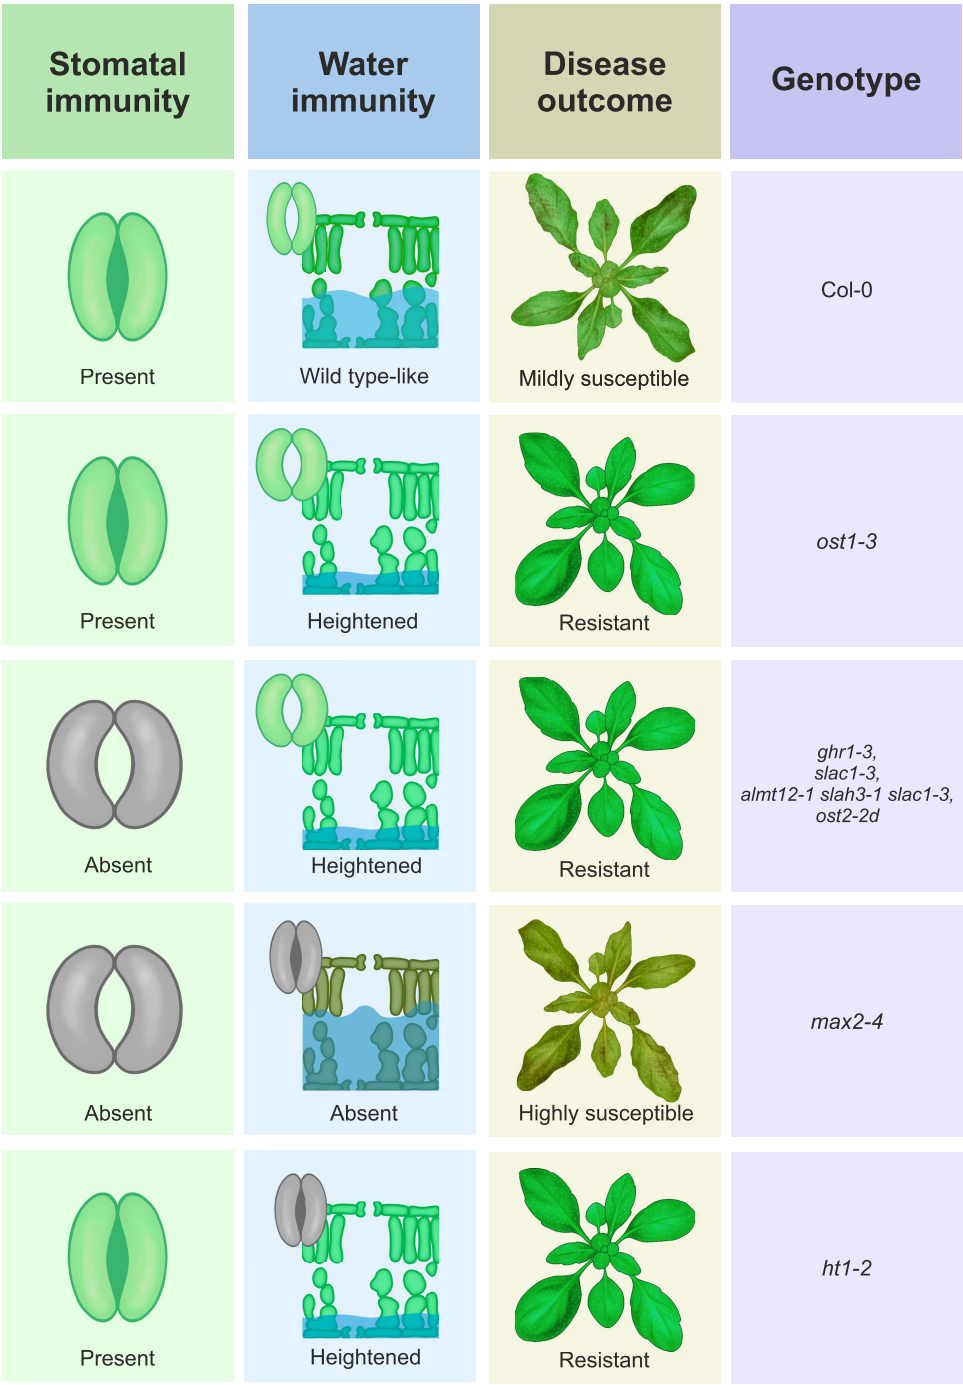 Stomatal
immunity
Water
immunity
Disease
outcome
Genotype
Present
Wild type-like
Mildly susceptible
Col-0
Present
Heightened
Resistant
ost1-3
Absent
Heightened
Resistant
ghr1-3,
slac1-3,
almt12-1 slah3-1 slac1-3,
ost2-2d
Absent
Absent
Highly susceptible
max2-4
Present
Heightened
Resistant
ht1-2